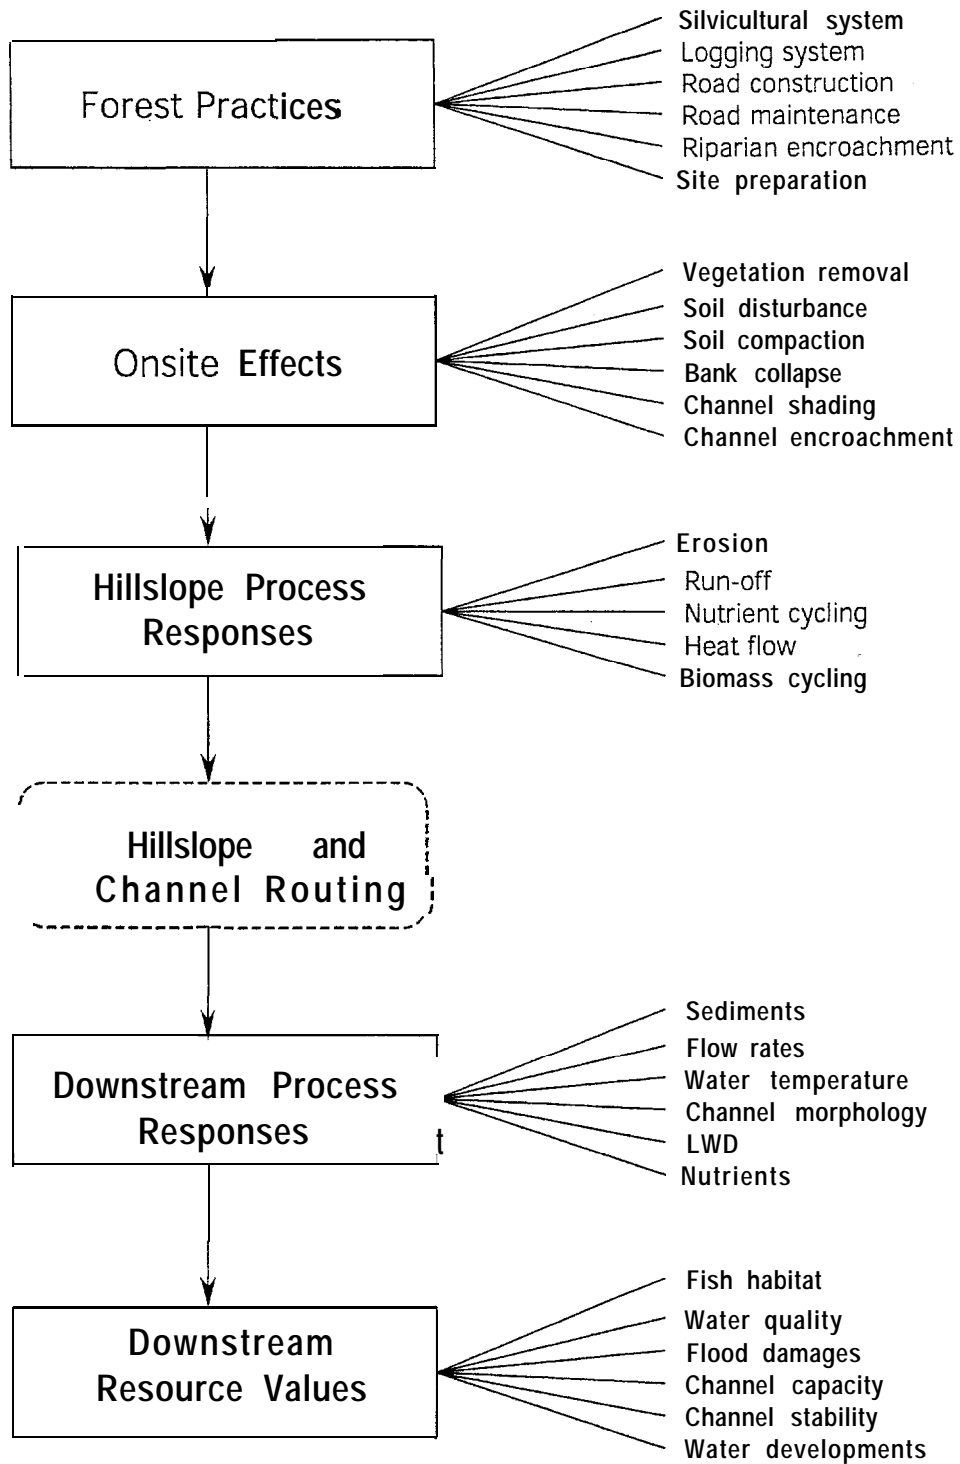 Forest Practices
Silvicultural system
Logging system
Road construction
Road maintenance
Riparian encroachment
Site preparation
Onsite Effects
Vegetation removal
Soil disturbance
Soil compaction
Bank collapse
Channel shading
Channel encroachment
Hillslope Process
Responses
Erosion
Run-off
Nutrient cycling
Heat flow
Biomass cycling
Hillslope and
Channel Routing
Downstream Process
Responses
Sediments
Flow rates
Water temperature
Channel morphology
LWD
Nutrients
Downstream
Resource Values
Fish habitat
Water quality
Flood damages
Channel capacity
Channel stability
Water developments